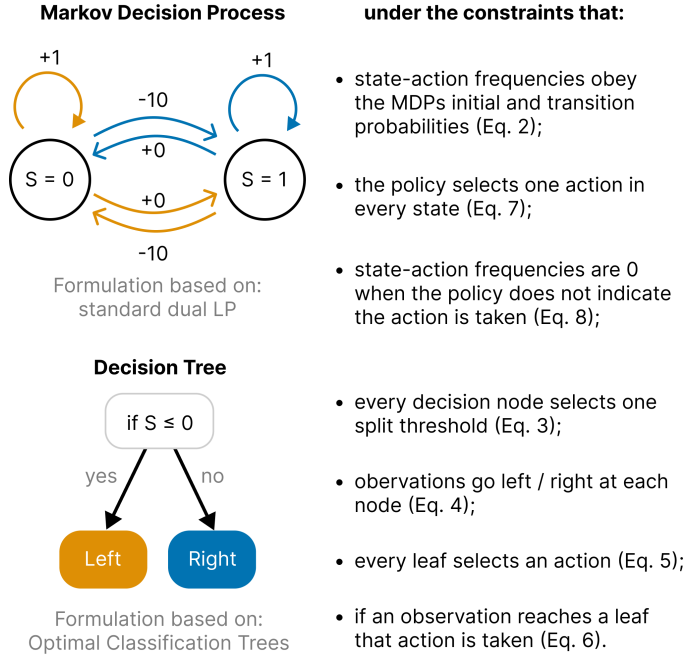 Markov Decision Process
+1
+1
-10
+0
S = 0
S = 1
+0
-10
Formulation based on:
standard dual LP
Decision Tree
if S ≤ 0
yes
no
Left
Right
Formulation based on:
Optimal Classification Trees
under the constraints that:
• state-action frequencies obey
the MDPs initial and transition
probabilities (Eq. 2);
• the policy selects one action in
every state (Eq. 7);
• state-action frequencies are 0
when the policy does not indicate
the action is taken (Eq. 8);
• every decision node selects one
split threshold (Eq. 3);
• obervations go left / right at each
node (Eq. 4);
• every leaf selects an action (Eq. 5);
• if an observation reaches a leaf
that action is taken (Eq. 6).